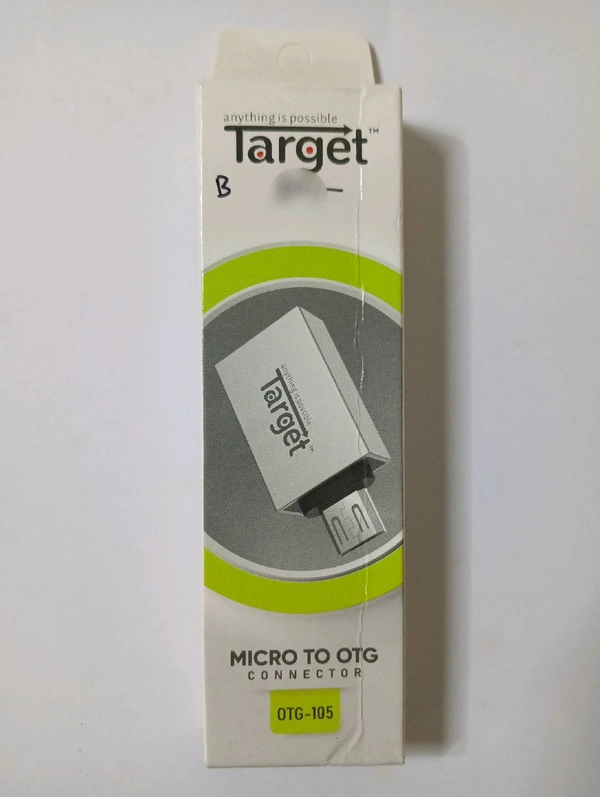 anything is possible
Target™
B
anything is possible
Target™
MICRO TO OTG
CONNECTOR
OTG-105